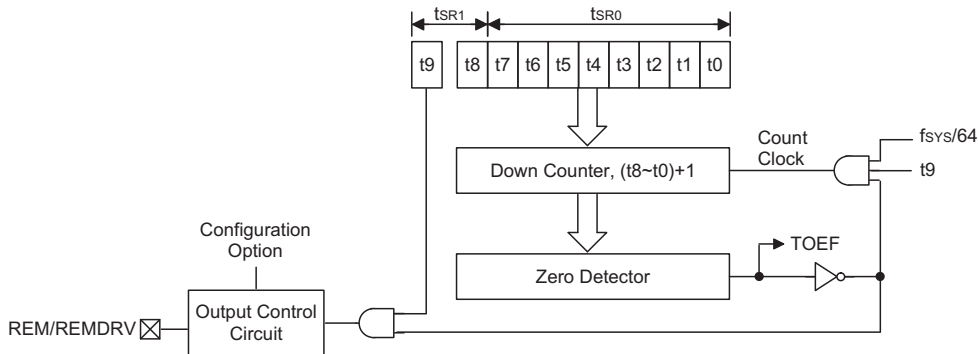 tSR1 tSR0
t9 t8 t7 t6 t5 t4 t3 t2 t1 t0
Count
Clock
fSYS/64
t9
Down Counter, (t8~t0)+1
Configuration
Option
TOEF
Zero Detector
Output Control
Circuit
REM/REMDRV